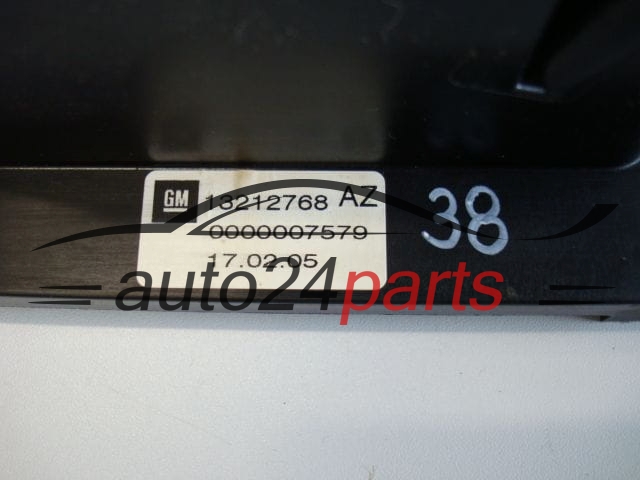 GM 13212768 AZ
0000007579
17.02.05
38
auto24parts